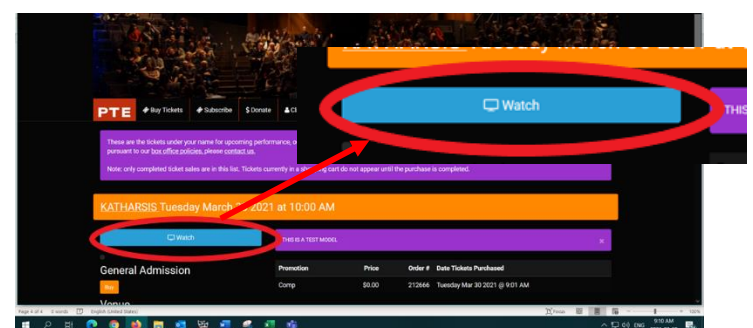 Watch
THIS
PTE
Buy Tickets
Subscribe
$ Donate
These are the tickets under your name for upcoming performance,
pursuant to our box office policies, please contact us.
Note: only completed ticket sales are in this list. Tickets currently in a shopping cart do not appear until the purchase is completed.
KATHARSIS Tuesday March 2021 at 10:00 AM
Watch
THIS IS A TEST MODEL
General Admission
Buy
Venue
Promotion Price Order # Date Tickets Purchased
Comp $0.00 212666 Tuesday Mar 30 2021 @ 9:01 AM
Page 4 of 4 English (United States) Focus 100%
ENG 9:10 AM